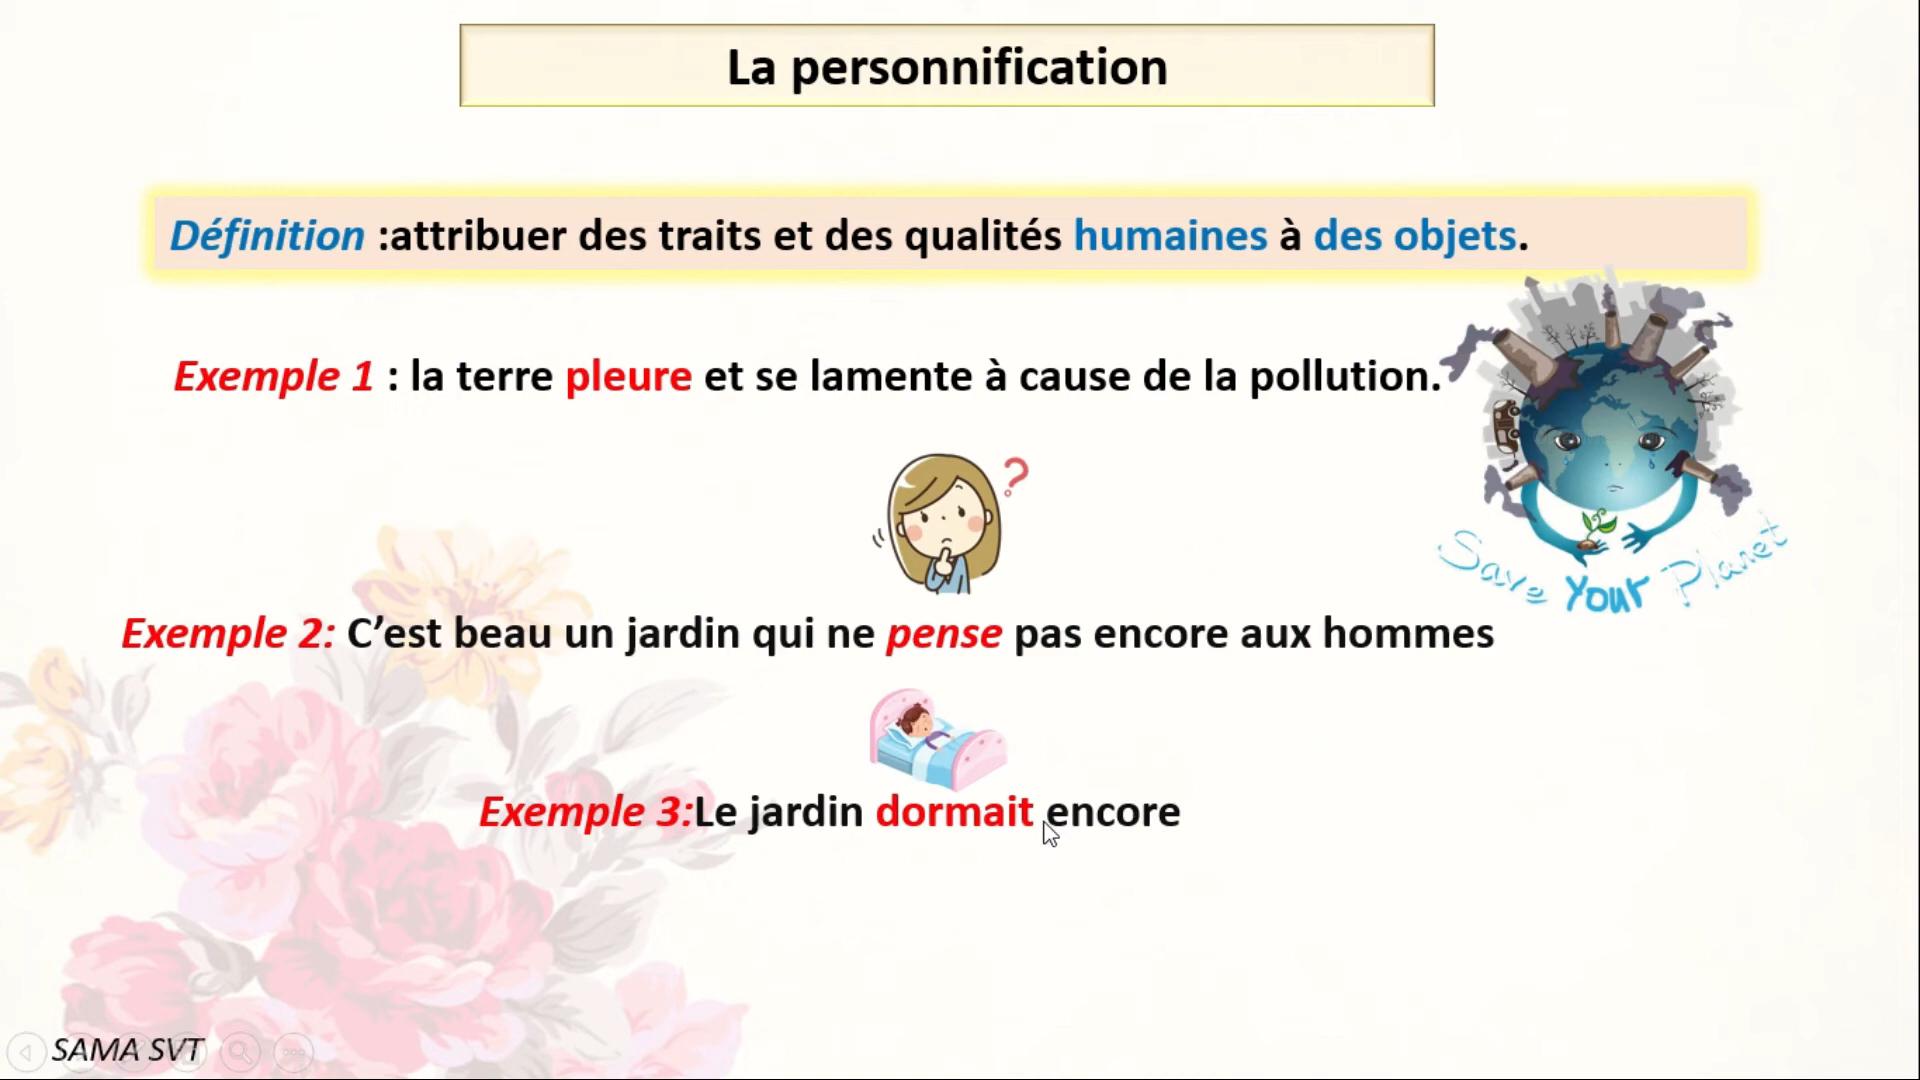 La personnification
Définition :attribuer des traits et des qualités humaines à des objets.
Exemple 1 : la terre pleure et se lamente à cause de la pollution.
?
Save Your Planet
Exemple 2: C’est beau un jardin qui ne pense pas encore aux hommes
Exemple 3:Le jardin dormait encore
SAMA SVT